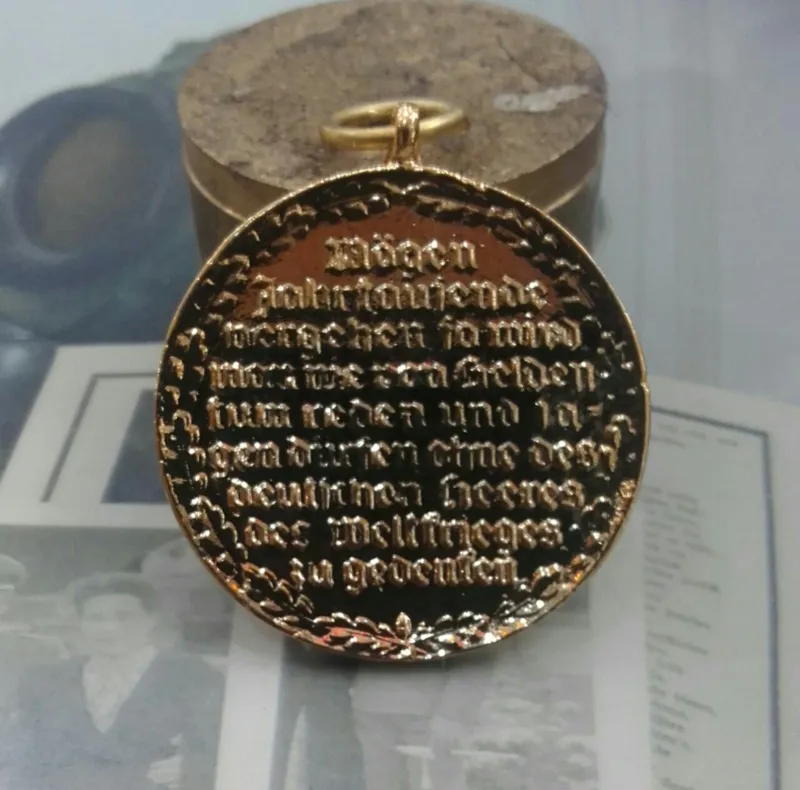 Mögen
Jahrtausende
vergehen so wird
man nie von Helden
tum reden und sa-
gen dürfen ohne des
deutschen Heeres
des Weltkrieges
zu gedenken